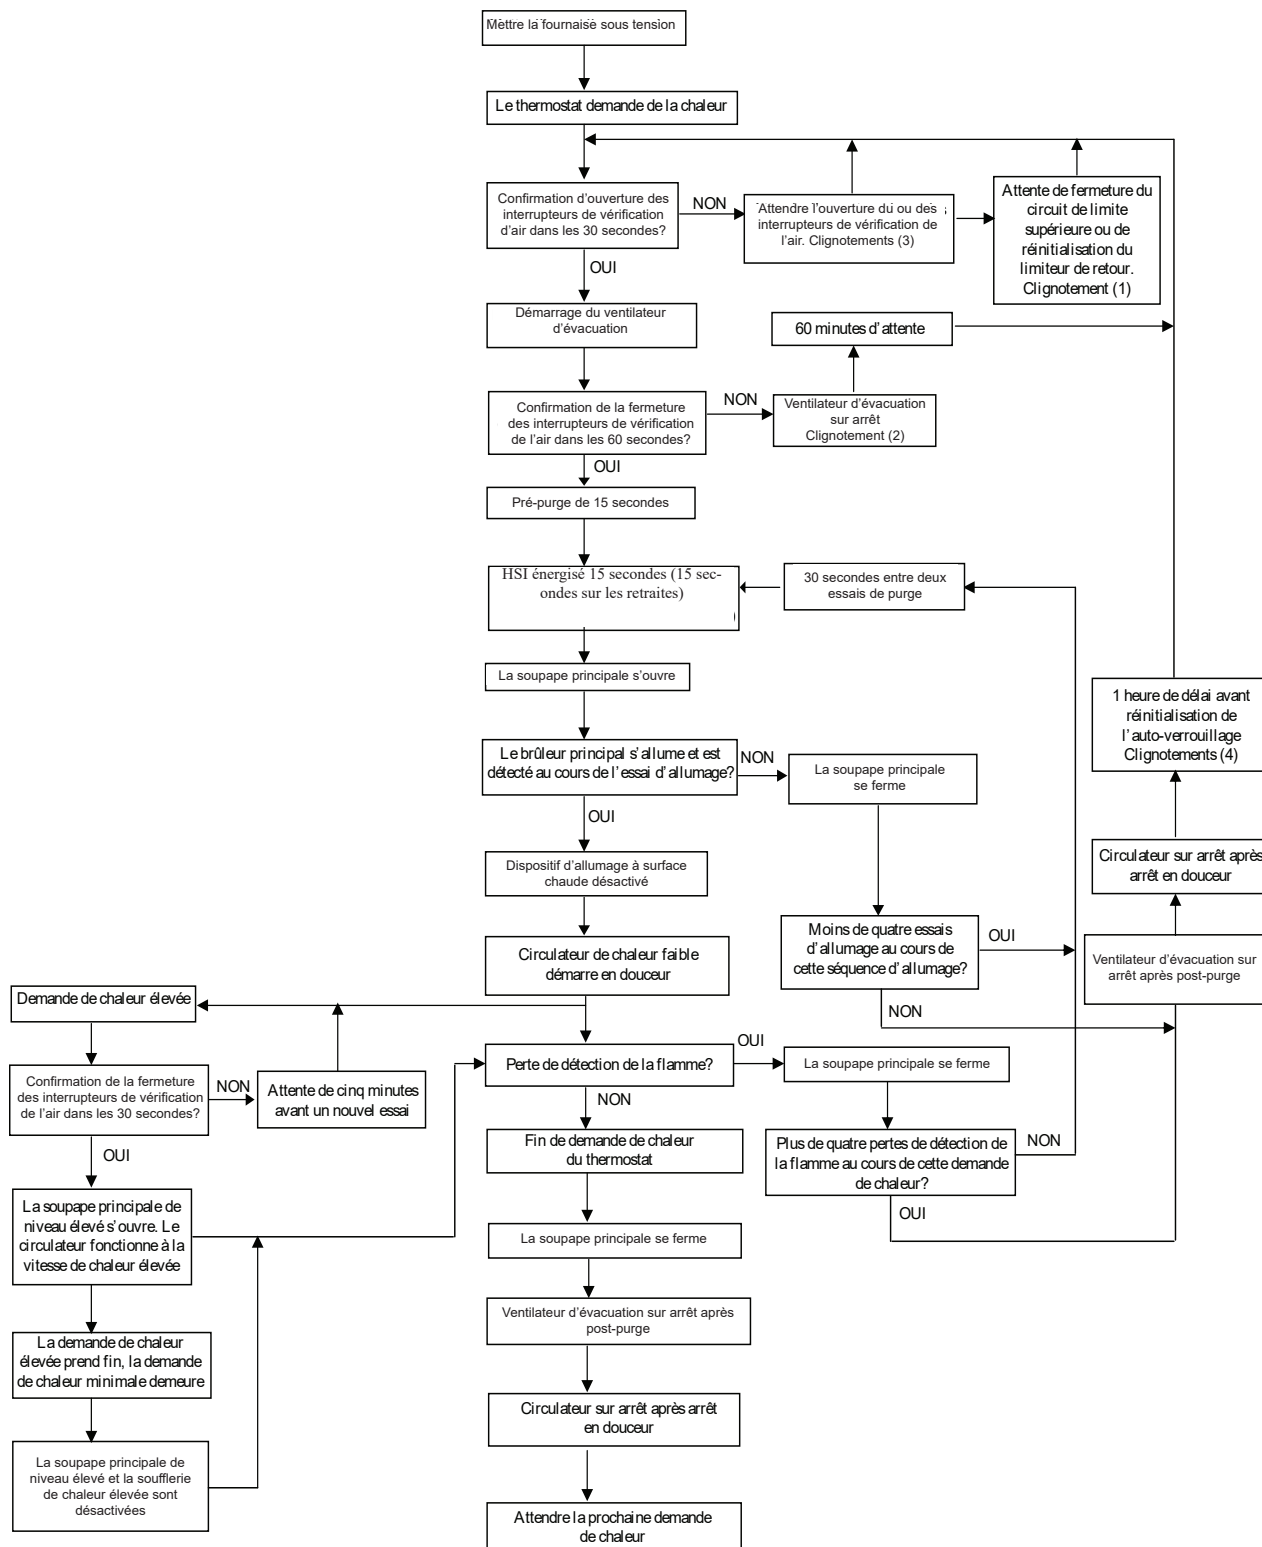 Mettre la fournaise sous tension
Le thermostat demande de la chaleur
Confirmation d'ouverture des
interrupteurs de vérification
d'air dans les 30 secondes?
NON
Attendre l'ouverture du ou des
interrupteurs de vérification de
l'air. Clignotements (3)
Attente de fermeture du
circuit de limite
supérieure ou de
réinitialisation du
limiteur de retour.
Clignotement (1)
OUI
Démarrage du ventilateur
d'évacuation
60 minutes d'attente
Confirmation de la fermeture
des interrupteurs de vérification
de l'air dans les 60 secondes?
NON
Ventilateur d'évacuation
sur arrêt
Clignotement (2)
OUI
Pré-purge de 15 secondes
HSI énergisé 15 secondes (15 sec-
ondes sur les retraites)
30 secondes entre deux
essais de purge
La soupape principale s'ouvre
1 heure de délai avant
réinitialisation de
l'auto-verrouillage
Clignotements (4)
Le brûleur principal s'allume et est
détecté au cours de l'essai d'allumage?
NON
La soupape principale
se ferme
OUI
Dispositif d'allumage à surface
chaude désactivé
Circulateur sur arrêt après
arrêt en douceur
Moins de quatre essais
d'allumage au cours de
cette séquence d'allumage?
OUI
Circulateur de chaleur faible
démarre en douceur
Ventilateur d'évacuation sur
arrêt après post-purge
Demande de chaleur élevée
NON
Perte de détection de la flamme?
OUI
La soupape principale se ferme
Confirmation de la fermeture
des interrupteurs de vérification
de l'air dans les 30 secondes?
NON
Attente de cinq minutes
avant un nouvel essai
NON
Fin de demande de chaleur
du thermostat
Plus de quatre pertes de détection de
la flamme au cours de cette demande
de chaleur?
NON
OUI
OUI
La soupape principale de
niveau élevé s'ouvre. Le
circulateur fonctionne à la
vitesse de chaleur élevée
La soupape principale se ferme
Ventilateur d'évacuation sur arrêt après
post-purge
La demande de chaleur
élevée prend fin, la demande
de chaleur minimale demeure
Circulateur sur arrêt après arrêt
en douceur
La soupape principale de
niveau élevé et la soufflerie
de chaleur élevée sont
désactivées
Attendre la prochaine demande
de chaleur